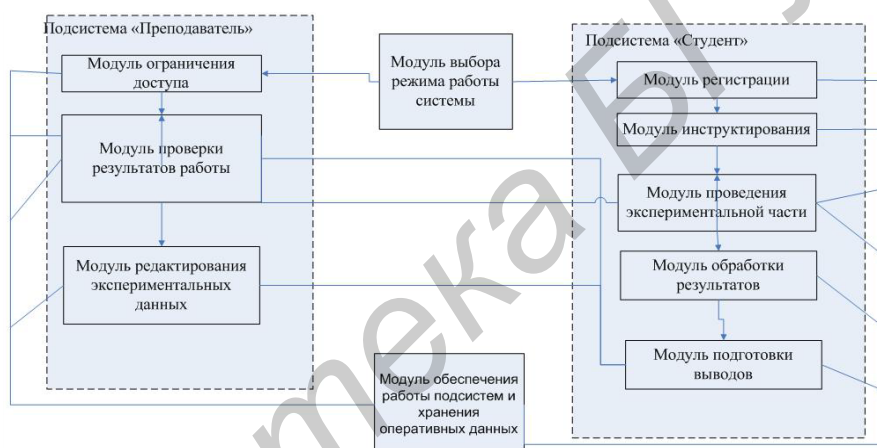 Подсистема «Преподаватель»
Модуль ограничения
доступа
Модуль проверки
результатов работы
Модуль редактирования
экспериментальных
данных
Модуль выбора
режима работы
системы
Модуль обеспечения
работы подсистем и
хранения
оперативных данных
Подсистема «Студент»
Модуль регистрации
Модуль инструктирования
Модуль проведения
экспериментальной части
Модуль обработки
результатов
Модуль подготовки
выводов
тека Б